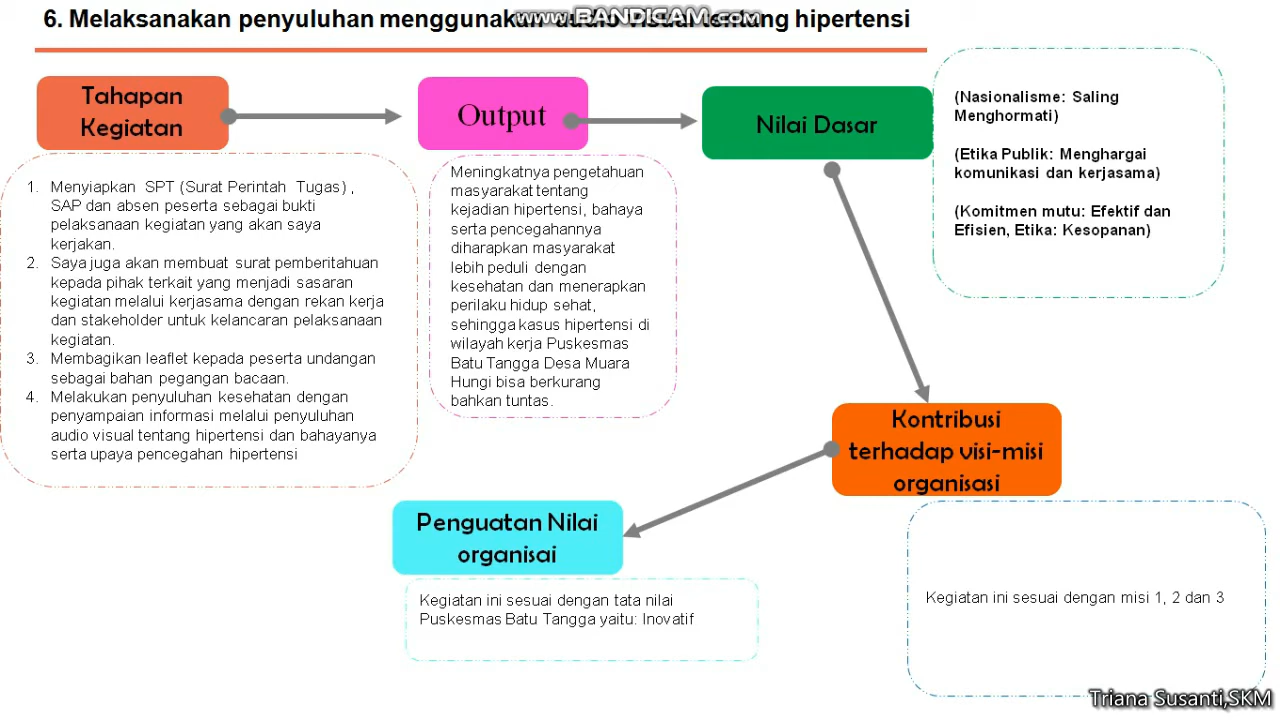 6. Melaksanakan penyuluhan menggunakan audio visual tentang hipertensi
www.BANDICAM.com
Tahapan
Kegiatan
Output
Nilai Dasar
(Nasionalisme: Saling
Menghormati)
(Etika Publik: Menghargai
komunikasi dan kerjasama)
(Komitmen mutu: Efektif dan
Efisien, Etika: Kesopanan)
1. Menyiapkan SPT (Surat Perintah Tugas) ,
SAP dan absen peserta sebagai bukti
pelaksanaan kegiatan yang akan saya
kerjakan.
2. Saya juga akan membuat surat pemberitahuan
kepada pihak terkait yang menjadi sasaran
kegiatan melalui kerjasama dengan rekan kerja
dan stakeholder untuk kelancaran pelaksanaan
kegiatan.
3. Membagikan leaflet kepada peserta undangan
sebagai bahan pegangan bacaan.
4. Melakukan penyuluhan kesehatan dengan
penyampaian informasi melalui penyuluhan
audio visual tentang hipertensi dan bahayanya
serta upaya pencegahan hipertensi
Meningkatnya pengetahuan
masyarakat tentang
kejadian hipertensi, bahaya
serta pencegahannya
diharapkan masyarakat
lebih peduli dengan
kesehatan dan menerapkan
perilaku hidup sehat,
sehingga kasus hipertensi di
wilayah kerja Puskesmas
Batu Tangga Desa Muara
Hungi bisa berkurang
bahkan tuntas.
Kontribusi
terhadap visi-misi
organisasi
Penguatan Nilai
organisai
Kegiatan ini sesuai dengan tata nilai
Puskesmas Batu Tangga yaitu: Inovatif
Kegiatan ini sesuai dengan misi 1, 2 dan 3
Triana Susanti,SKM